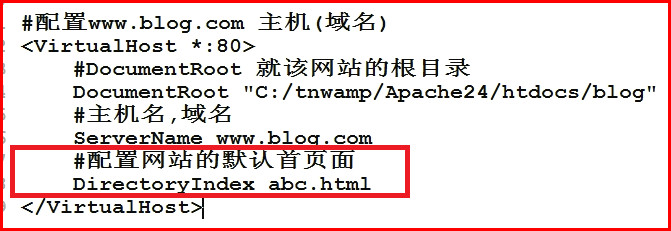 #配置www.blog.com 主机(域名)
<VirtualHost *:80>
#DocumentRoot 就该网站的根目录
DocumentRoot "C:/tnwamp/Apache24/htdocs/blog"
#主机名,域名
ServerName www.blog.com
#配置网站的默认首页面
DirectoryIndex abc.html
</VirtualHost>